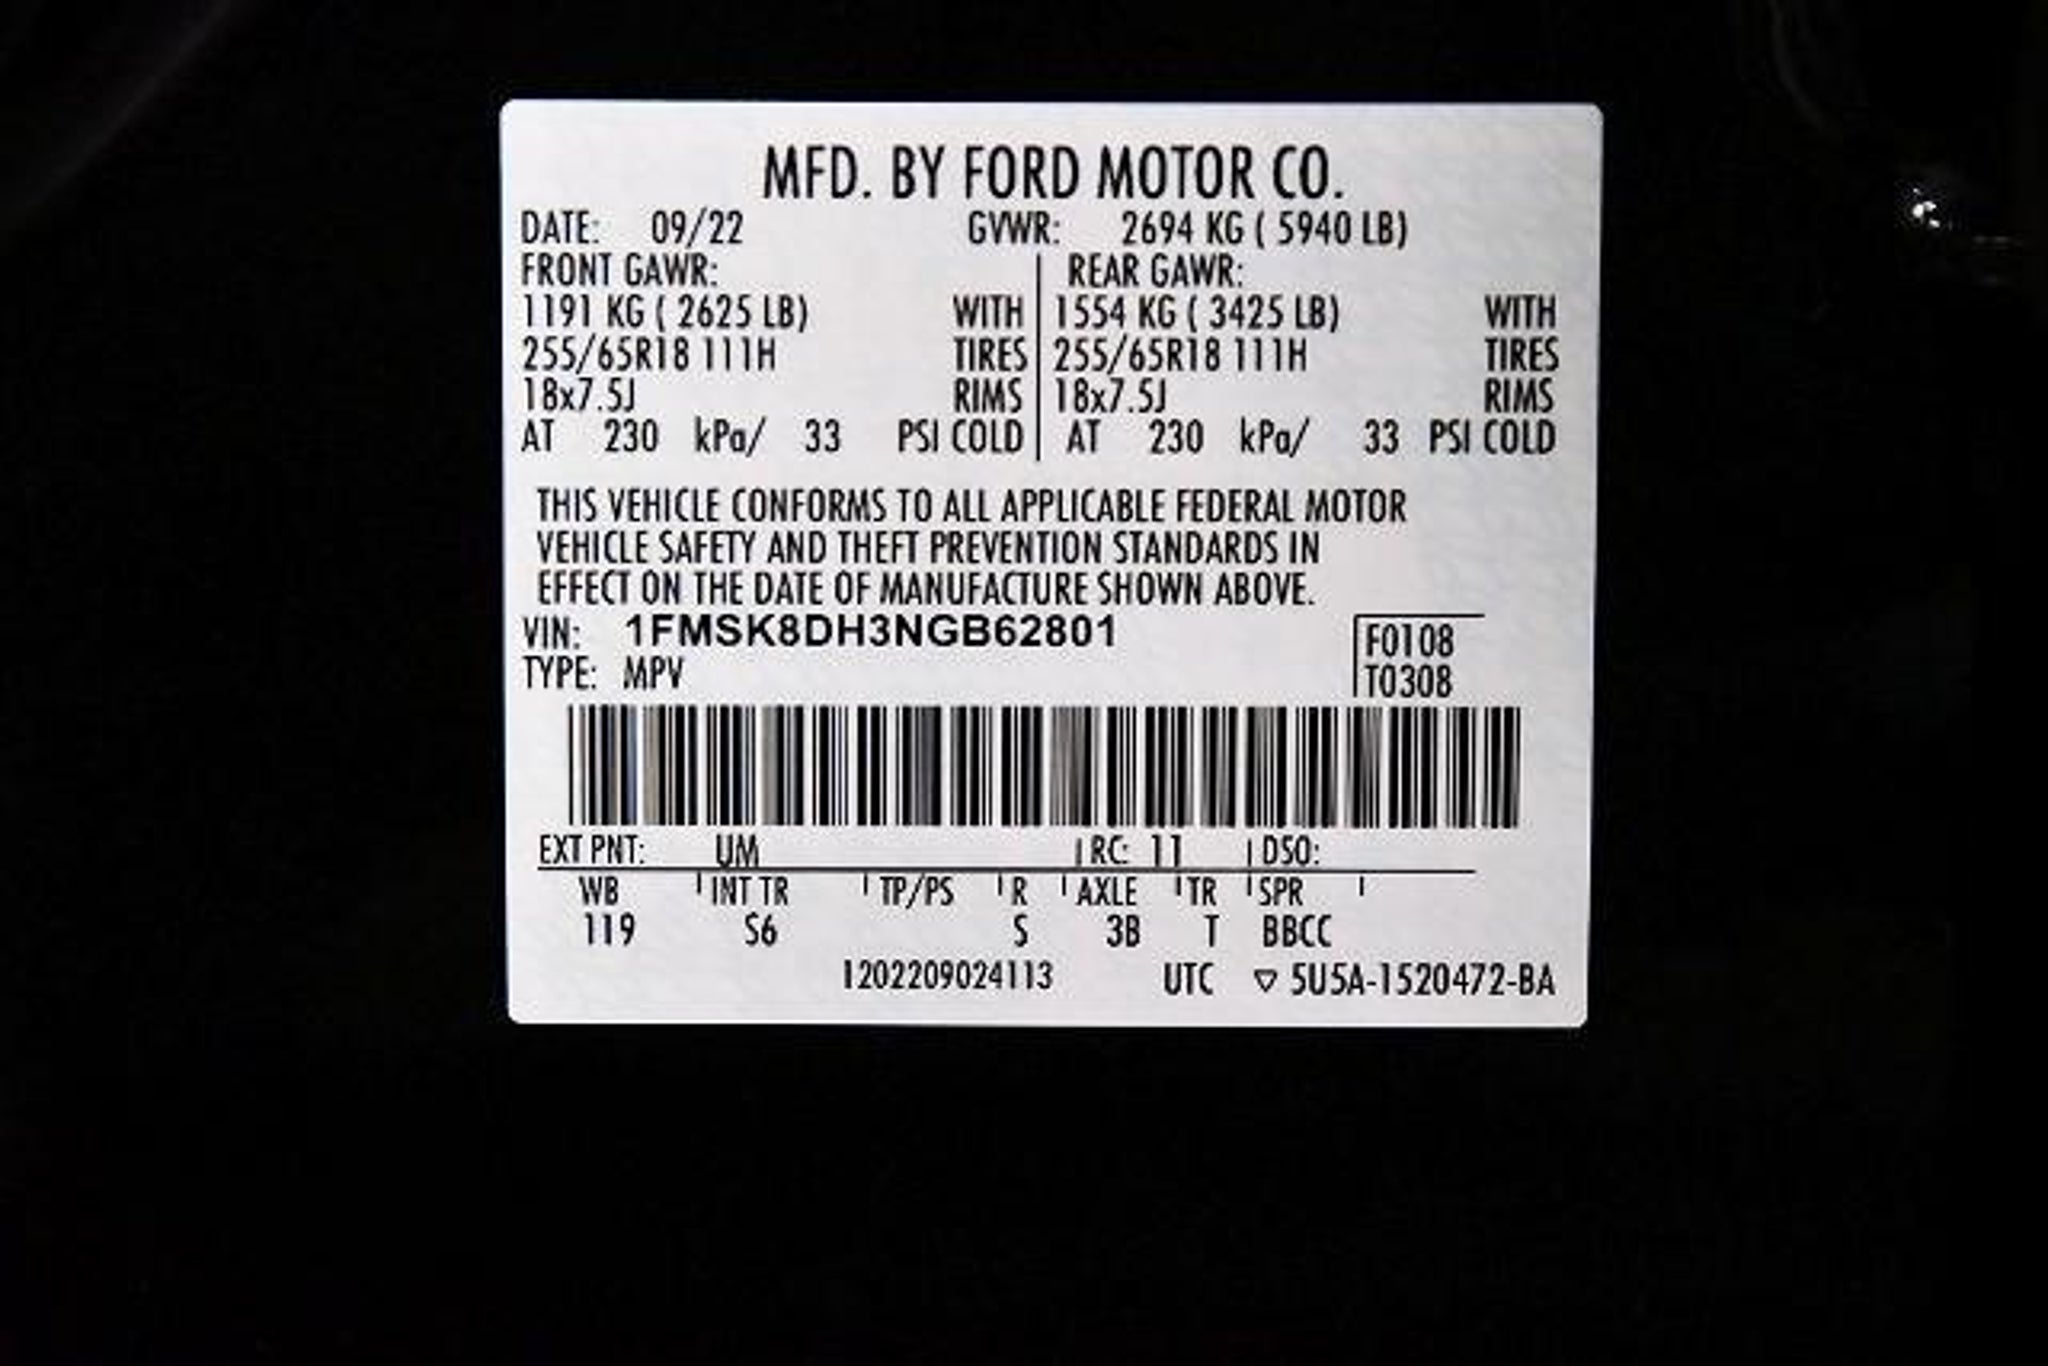 MFD. BY FORD MOTOR CO.
DATE: 09/22 GVWR: 2694 KG ( 5940 LB)
FRONT GAWR: REAR GAWR:
1191 KG ( 2625 LB) WITH 1554 KG ( 3425 LB) WITH
255/65R18 111H TIRES 255/65R18 111H TIRES
18x7.5J RIMS 18x7.5J RIMS
AT 230 kPa/ 33 PSI COLD AT 230 kPa/ 33 PSI COLD
THIS VEHICLE CONFORMS TO ALL APPLICABLE FEDERAL MOTOR
VEHICLE SAFETY AND THEFT PREVENTION STANDARDS IN
EFFECT ON THE DATE OF MANUFACTURE SHOWN ABOVE.
VIN: 1FMSK8DH3NGB62801 F0108
TYPE: MPV T0308
EXT PNT: UM RC: 11 DSO:
WB INT TR TP/PS R AXLE TR SPR
119 S6 S 3B T BBCC
1202209024113 UTC ▽ 5U5A-1520472-BA